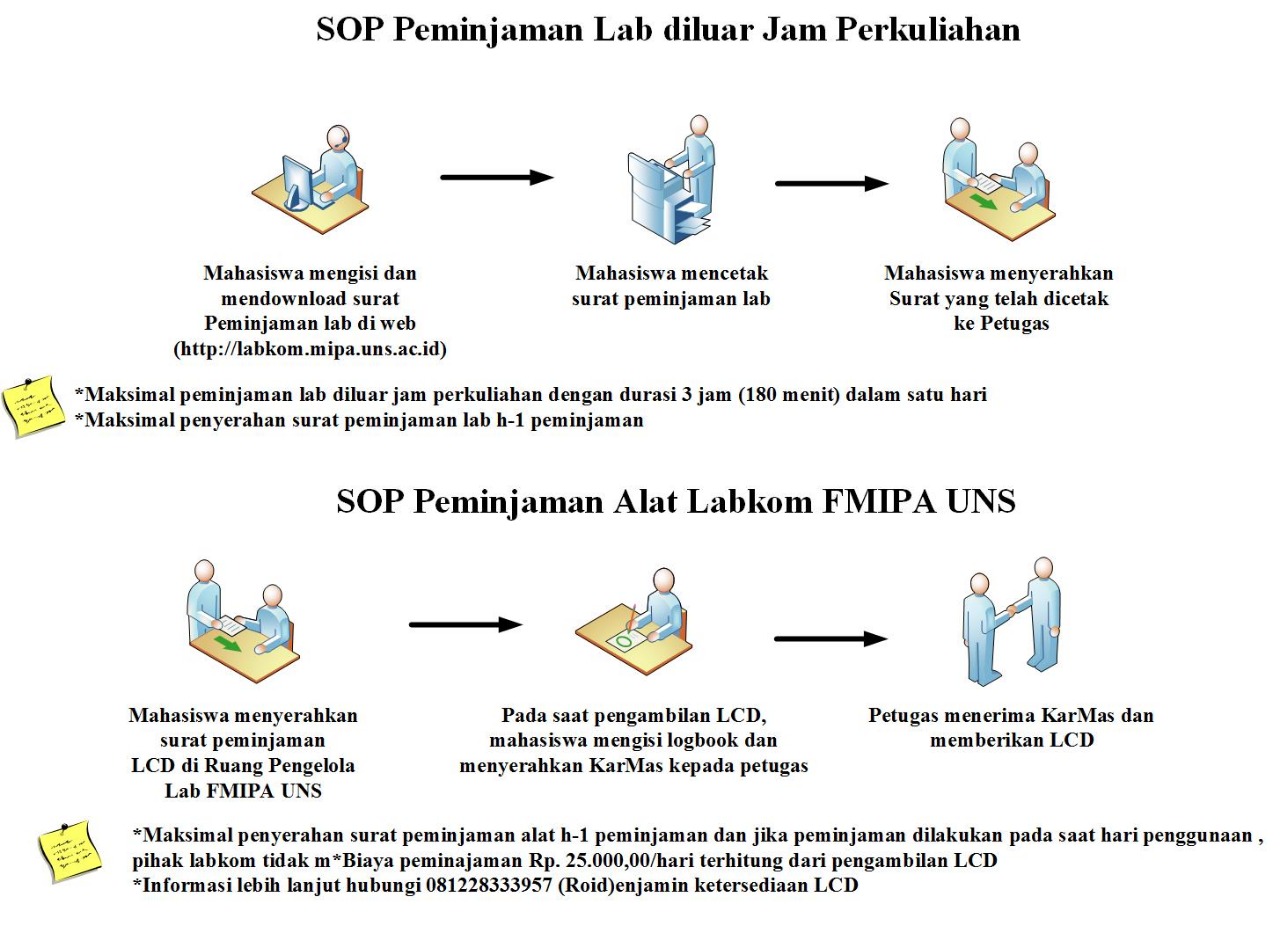 SOP Peminjaman Lab diluar Jam Perkuliahan
Mahasiswa mengisi dan
mendownload surat
Peminjaman lab di web
(http://labkom.mipa.uns.ac.id)
Mahasiswa mencetak
surat peminjaman lab
Mahasiswa menyerahkan
Surat yang telah dicetak
ke Petugas
*Maksimal peminjaman lab diluar jam perkuliahan dengan durasi 3 jam (180 menit) dalam satu hari
*Maksimal penyerahan surat peminjaman lab h-1 peminjaman
SOP Peminjaman Alat Labkom FMIPA UNS
Mahasiswa menyerahkan
surat peminjaman
LCD di Ruang Pengelola
Lab FMIPA UNS
Pada saat pengambilan LCD,
mahasiswa mengisi logbook dan
menyerahkan KarMas kepada petugas
Petugas menerima KarMas dan
memberikan LCD
*Maksimal penyerahan surat peminjaman alat h-1 peminjaman dan jika peminjaman dilakukan pada saat hari penggunaan ,
pihak labkom tidak m*Biaya peminajaman Rp. 25.000,00/hari terhitung dari pengambilan LCD
*Informasi lebih lanjut hubungi 081228333957 (Roid)enjamin ketersediaan LCD